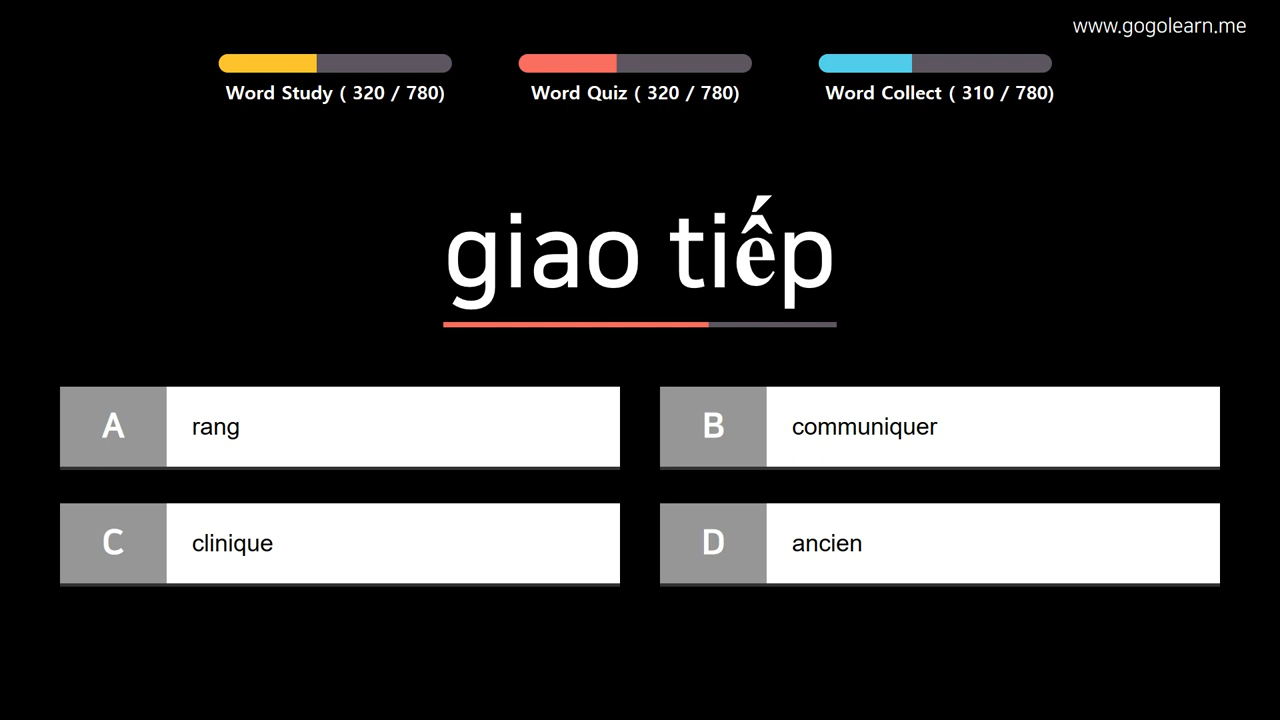 www.gogolearn.me
Word Study ( 320 / 780)
Word Quiz ( 320 / 780)
Word Collect ( 310 / 780)
giao tiếp
A rang
B communiquer
C clinique
D ancien